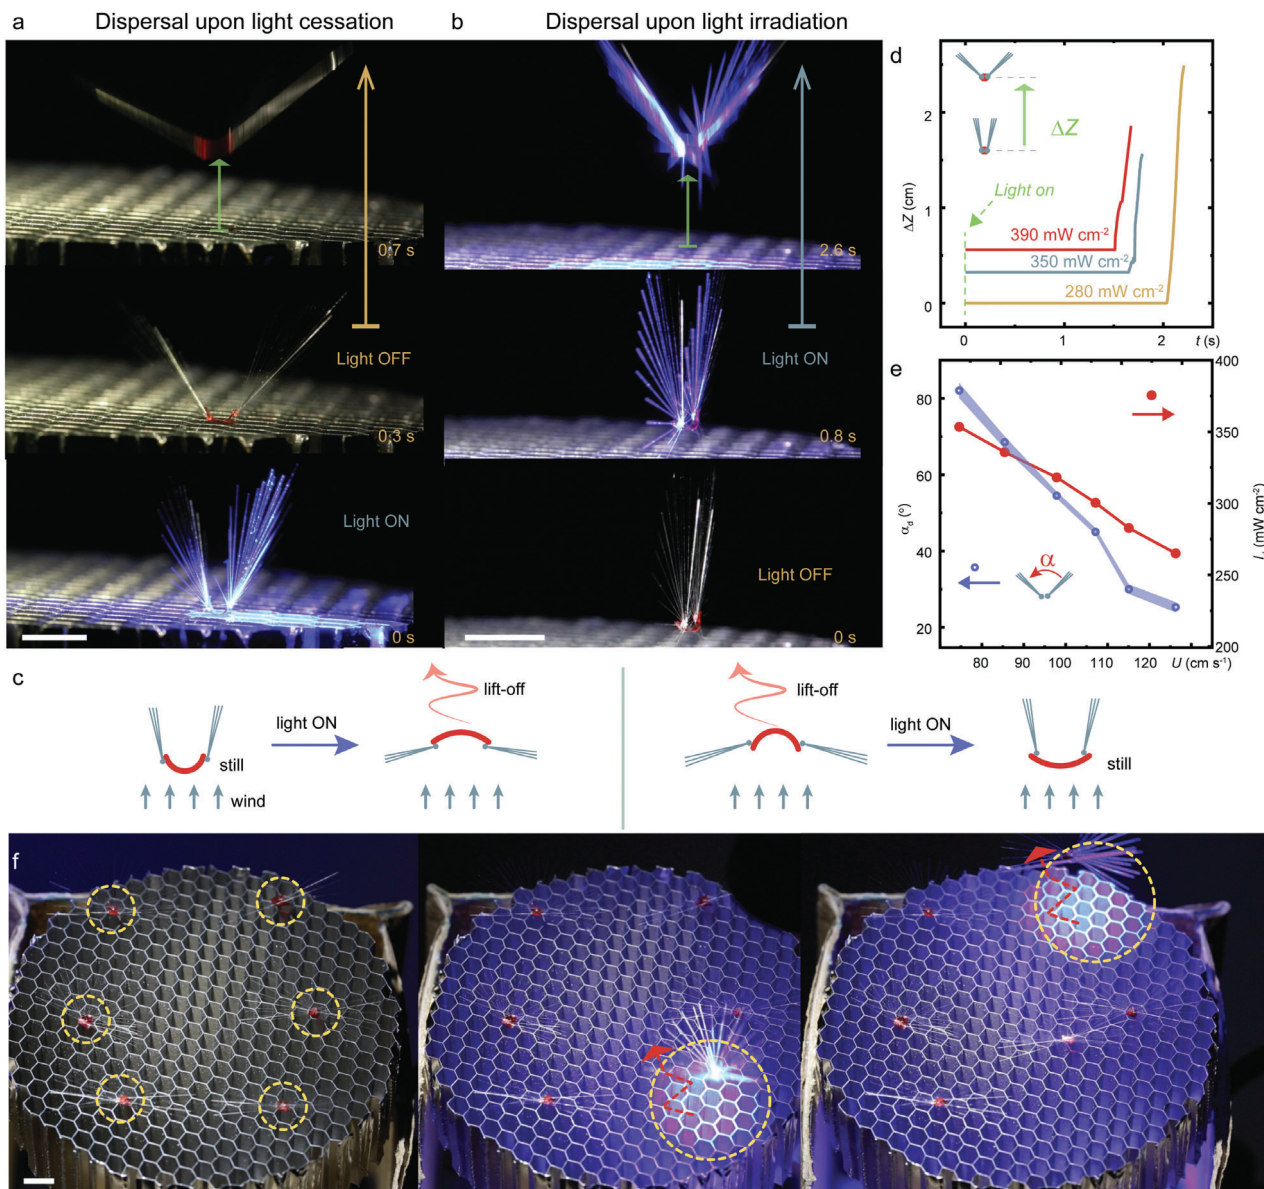 a Dispersal upon light cessation
b Dispersal upon light irradiation
0.7 s
Light OFF
0.3 s
Light ON
0 s
2.6 s
Light ON
0.8 s
Light OFF
0 s
c
light ON
lift-off
still
wind
lift-off
light ON
still
d
ΔZ
Light on
390 mW cm⁻²
350 mW cm⁻²
280 mW cm⁻²
ΔZ (cm)
2
1
0
0 1 2 t (s)
e
α
80
60
40
20
α_d (°)
400
350
300
250
200
(mW cm⁻²)
80 90 100 110 120 U (cm s⁻¹)
f